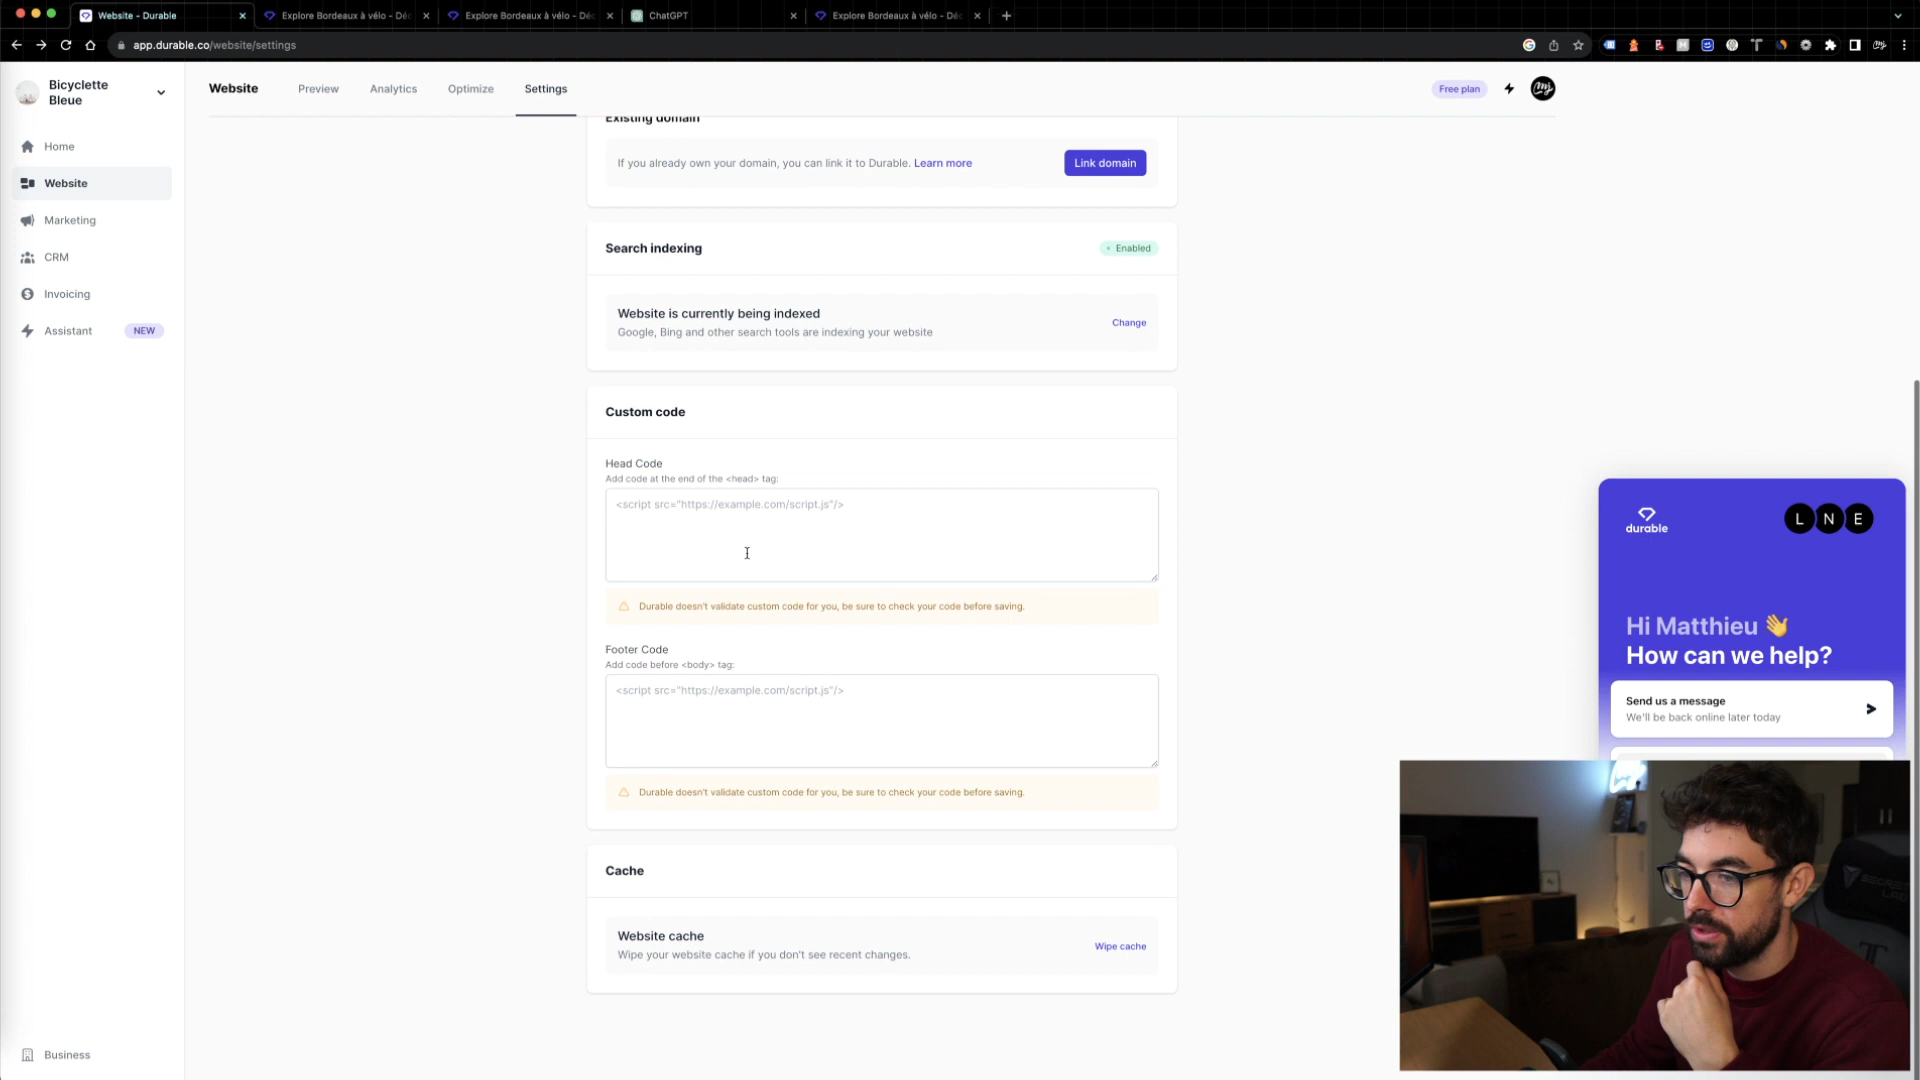 Website - Durable
Explore Bordeaux à vélo - Déc
Explore Bordeaux à vélo - Déc
ChatGPT
Explore Bordeaux à vélo - Déc
app.durable.co/website/settings
Bicyclette
Bleue
Website
Preview
Analytics
Optimize
Settings
Free plan
Home
Website
Marketing
CRM
Invoicing
Assistant
NEW
Business
Existing domain
If you already own your domain, you can link it to Durable. Learn more
Link domain
Search indexing
Enabled
Website is currently being indexed
Google, Bing and other search tools are indexing your website
Change
Custom code
Head Code
Add code at the end of the <head> tag:
<script src="https://example.com/script.js"/>
Durable doesn't validate custom code for you, be sure to check your code before saving.
Footer Code
Add code before <body> tag:
<script src="https://example.com/script.js"/>
Durable doesn't validate custom code for you, be sure to check your code before saving.
Cache
Website cache
Wipe your website cache if you don't see recent changes.
Wipe cache
durable
L N E
Hi Matthieu 👋
How can we help?
Send us a message
We'll be back online later today